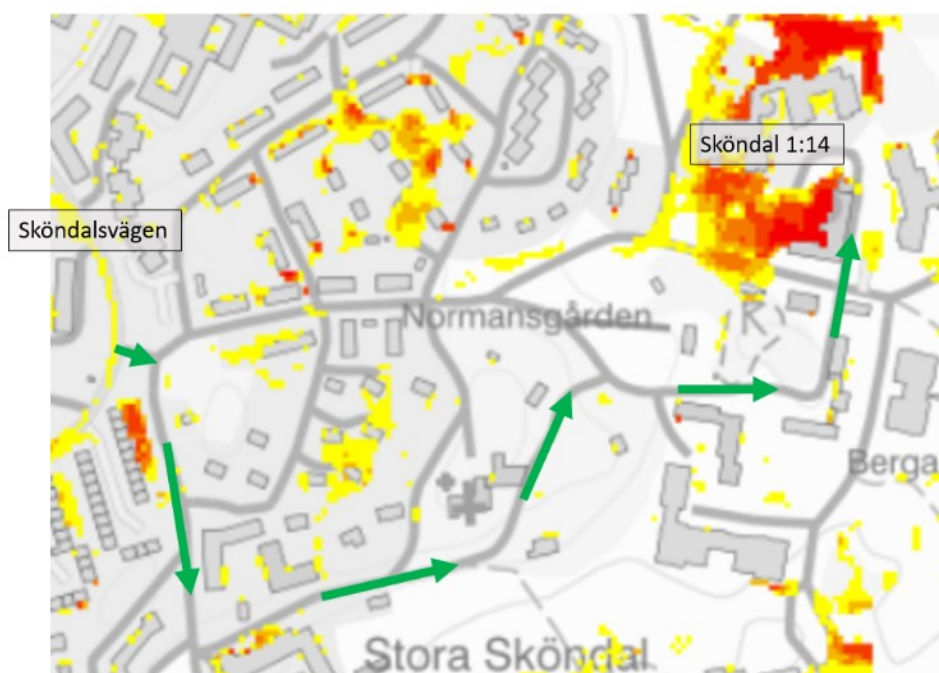 Sköndal 1:14
Sköndalsvägen
Normansgården
K
Berga
Stora Sköndal